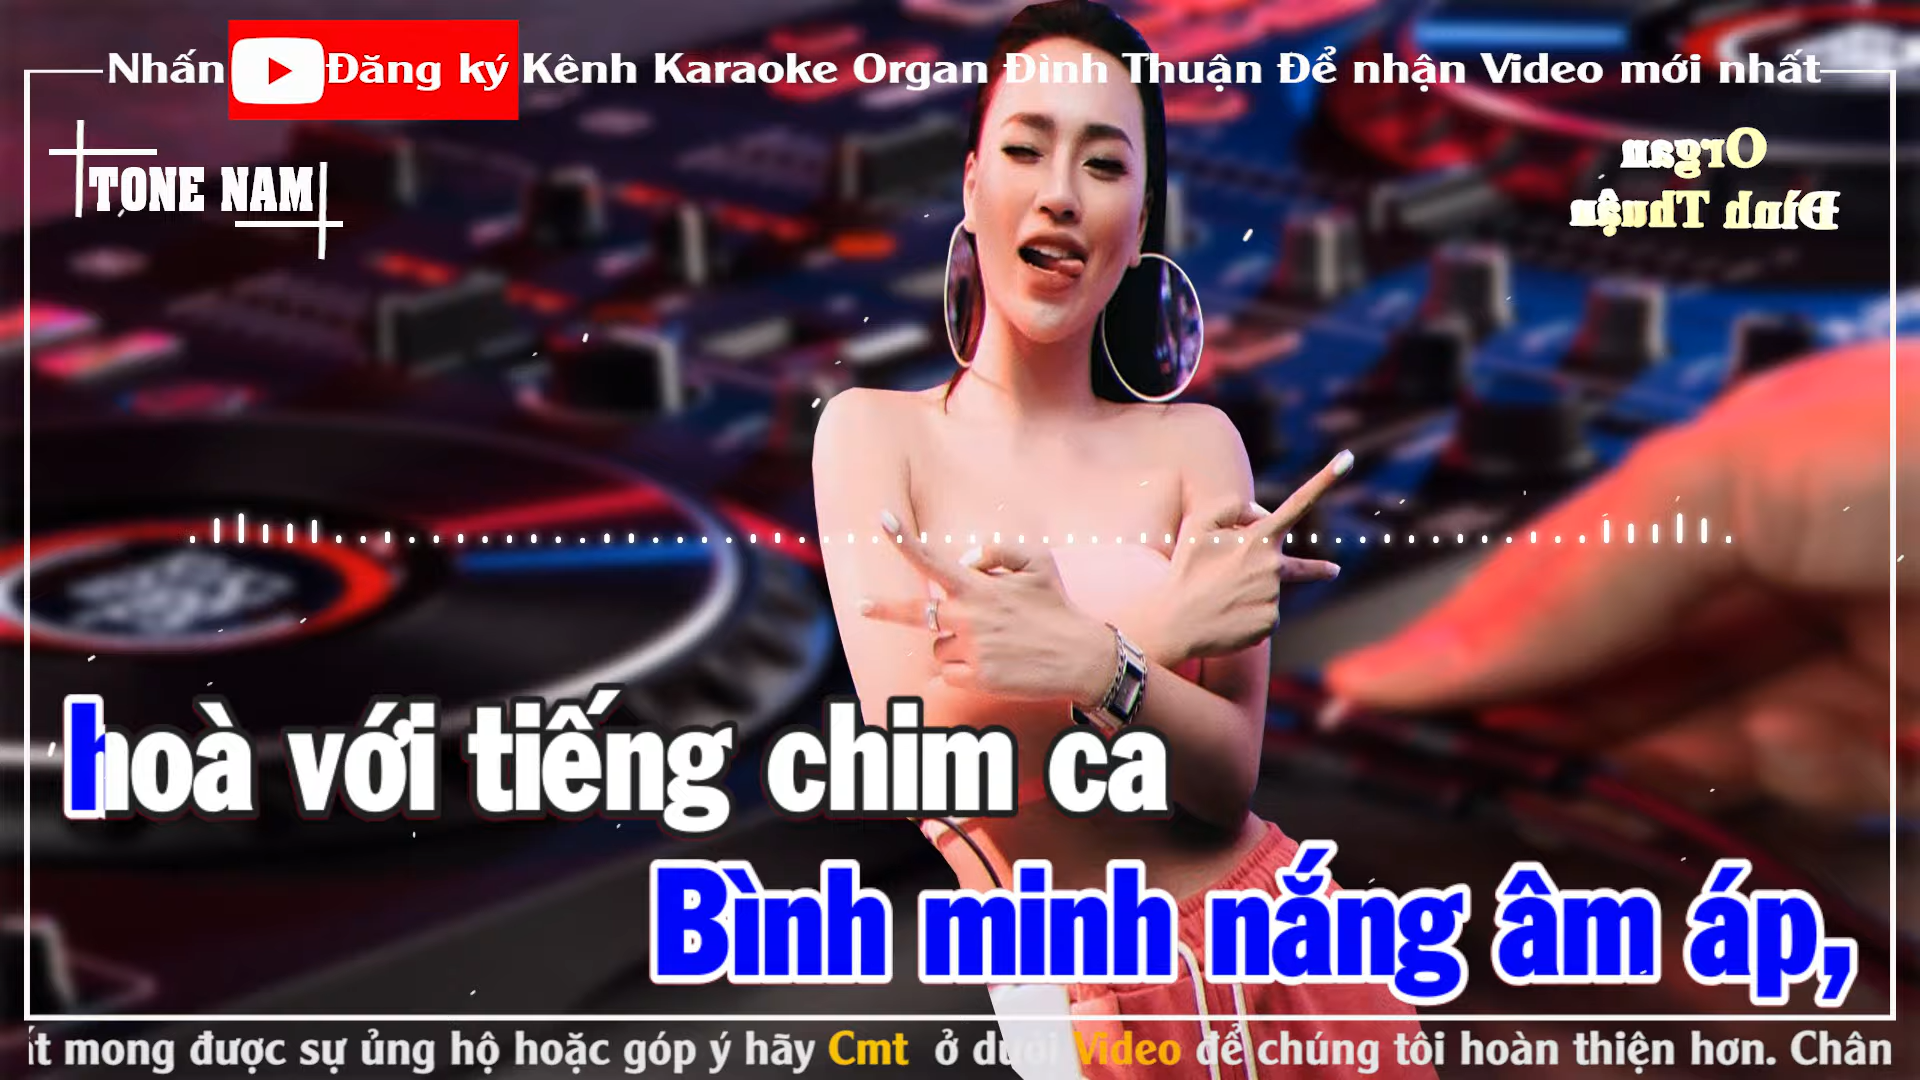 Nhấn Đăng ký Kênh Karaoke Organ Đình Thuận Để nhận Video mới nhất
TONE NAM
Organ
Đình Thuận
hoà với tiếng chim ca
Bình minh nắng âm áp,
ất mong được sự ủng hộ hoặc góp ý hãy Cmt ở dưới Video để chúng tôi hoàn thiện hơn. Chân